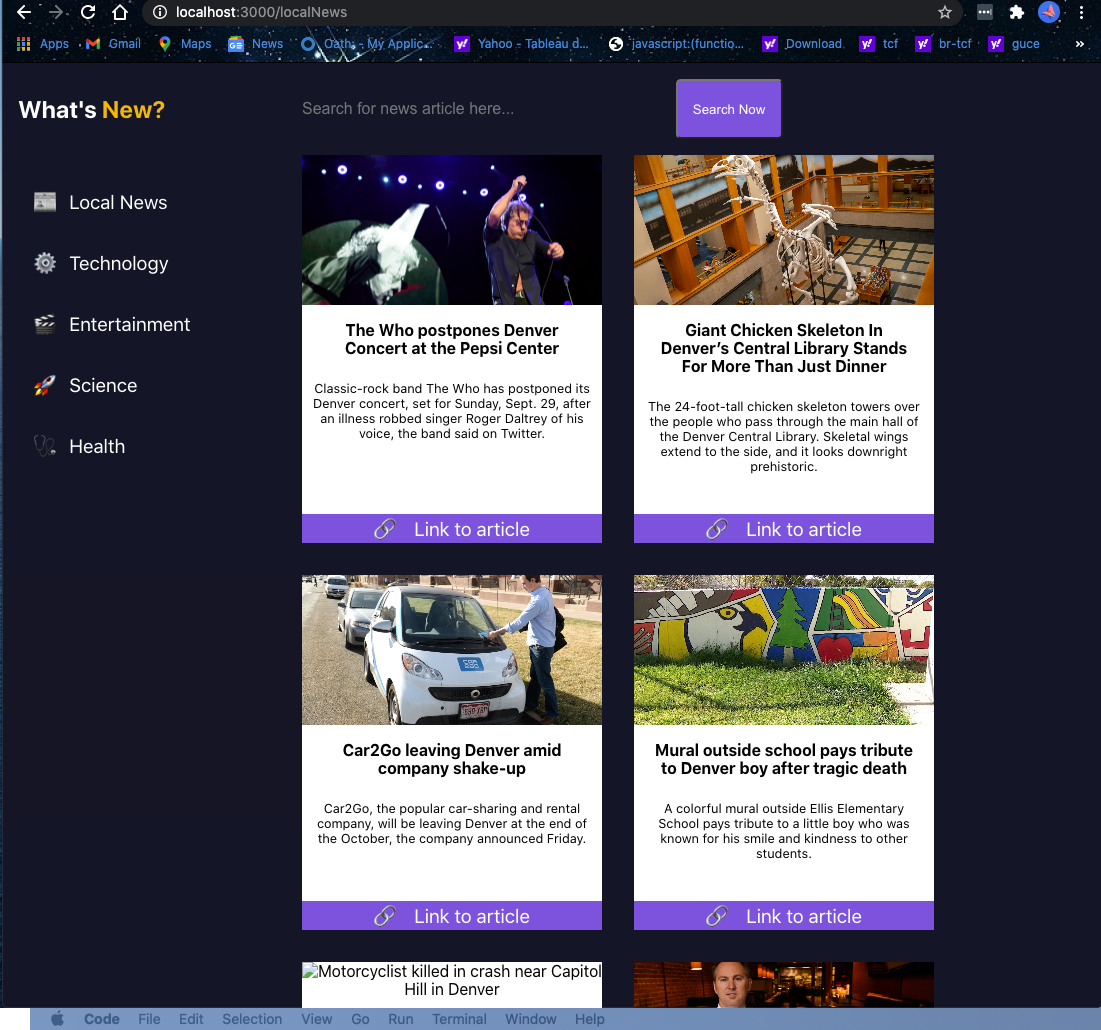 localhost:3000/localNews
Apps Gmail Maps News Oath - My Applic... Yahoo - Tableau d... javascript:(functio... Download tcf br-tcf guce »
What's New?
Search for news article here...
Search Now
Local News
Technology
Entertainment
Science
Health
The Who postpones Denver
Concert at the Pepsi Center
Classic-rock band The Who has postponed its
Denver concert, set for Sunday, Sept. 29, after
an illness robbed singer Roger Daltrey of his
voice, the band said on Twitter.
Link to article
Giant Chicken Skeleton In
Denver’s Central Library Stands
For More Than Just Dinner
The 24-foot-tall chicken skeleton towers over
the people who pass through the main hall of
the Denver Central Library. Skeletal wings
extend to the side, and it looks downright
prehistoric.
Link to article
Car2Go leaving Denver amid
company shake-up
Car2Go, the popular car-sharing and rental
company, will be leaving Denver at the end of
the October, the company announced Friday.
Link to article
Mural outside school pays tribute
to Denver boy after tragic death
A colorful mural outside Ellis Elementary
School pays tribute to a little boy who was
known for his smile and kindness to other
students.
Link to article
Motorcyclist killed in crash near Capitol
Hill in Denver
Code File Edit Selection View Go Run Terminal Window Help